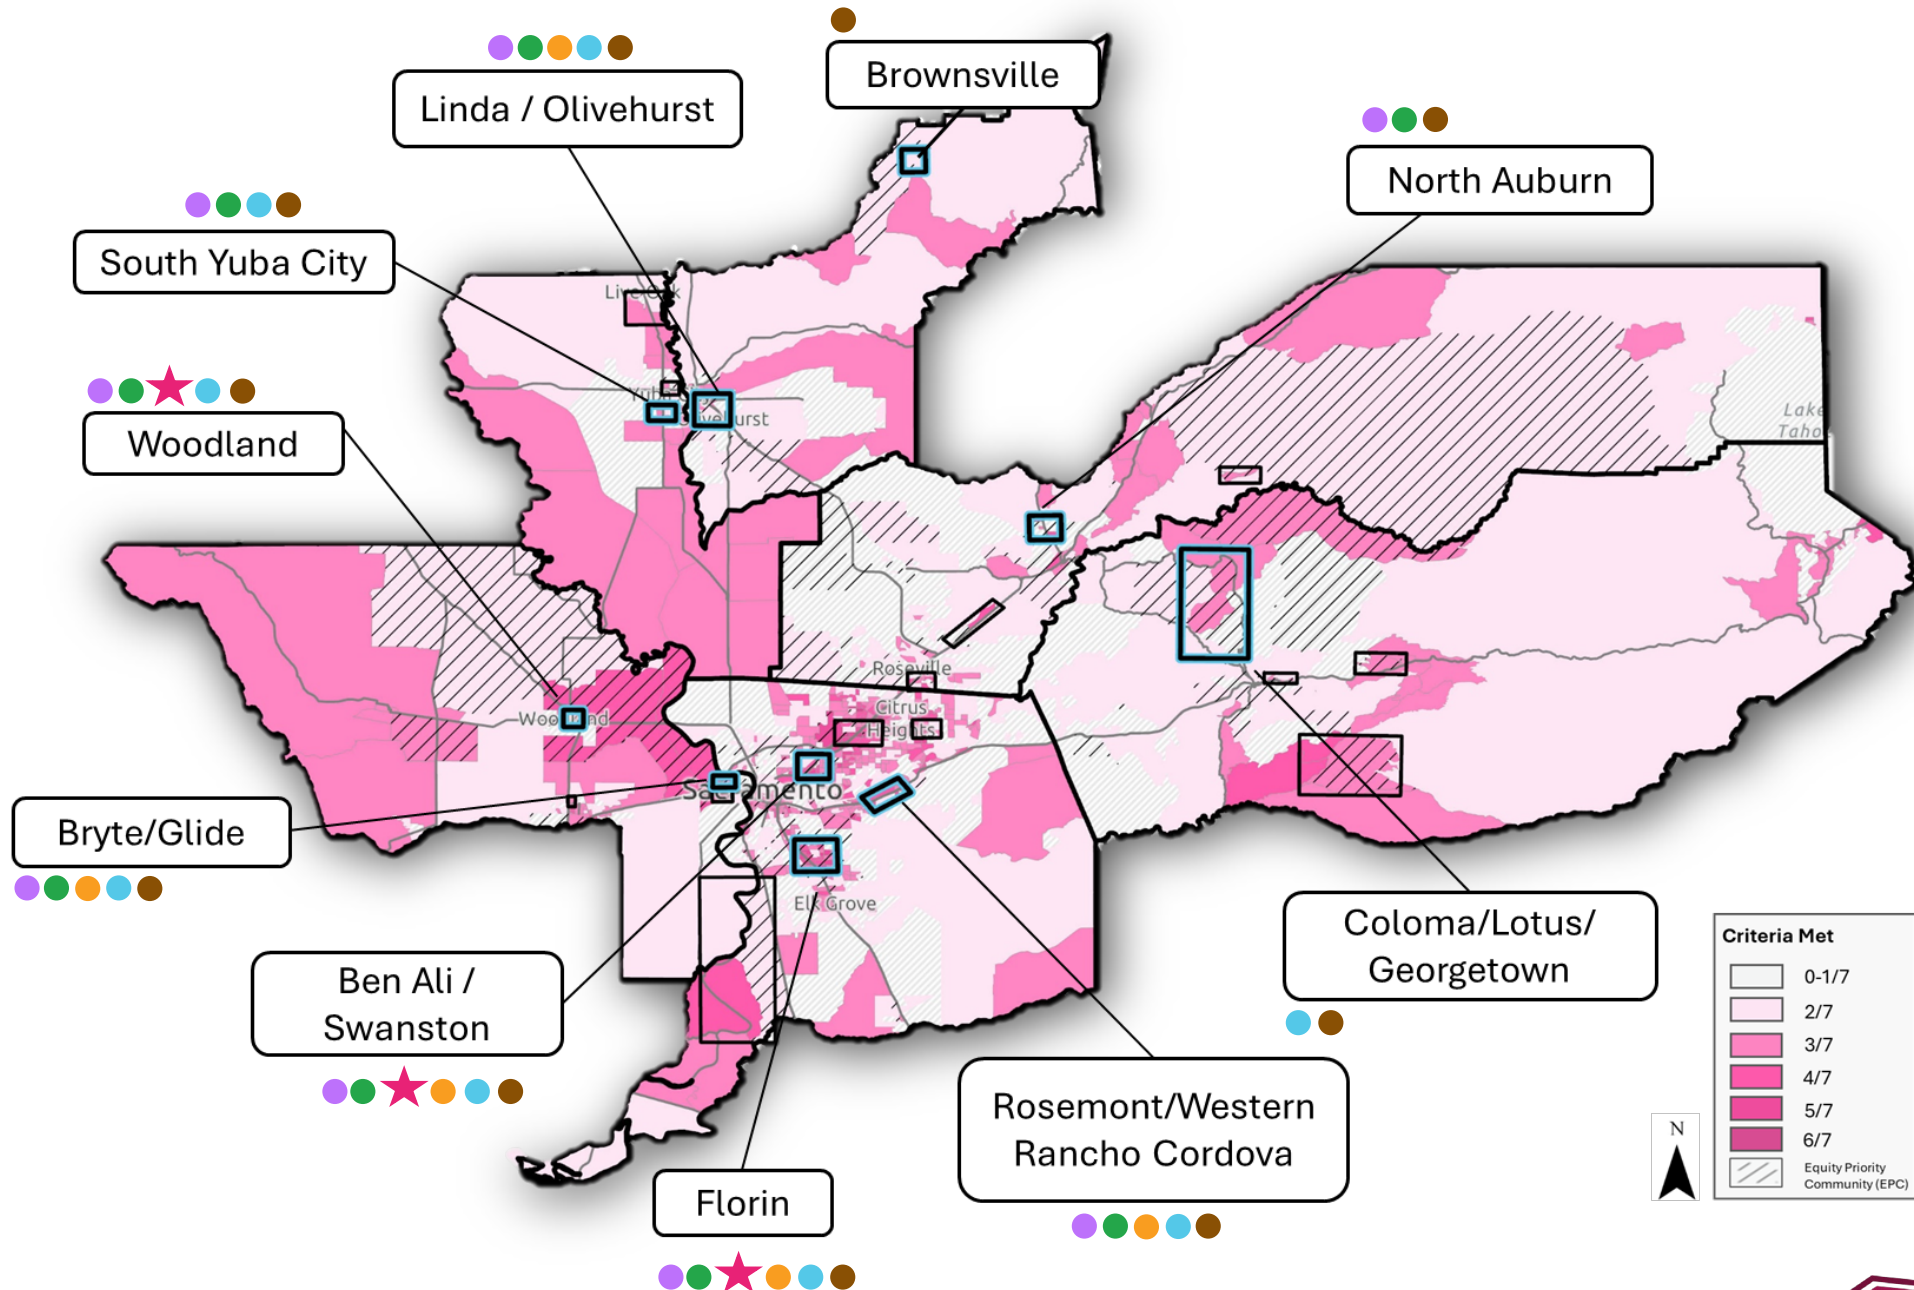 Brownsville
Linda / Olivehurst
North Auburn
South Yuba City
Live Oak
Woodland
Lake
Woodland
Roseville
Citrus
Heights
Sacramento
Bryte/Glide
Elk Grove
Coloma/Lotus/
Georgetown
Ben Ali /
Swanston
Rosemont/Western
Rancho Cordova
Florin
Criteria Met
0-1/7
2/7
3/7
4/7
5/7
6/7
Equity Priority
Community (EPC)
N